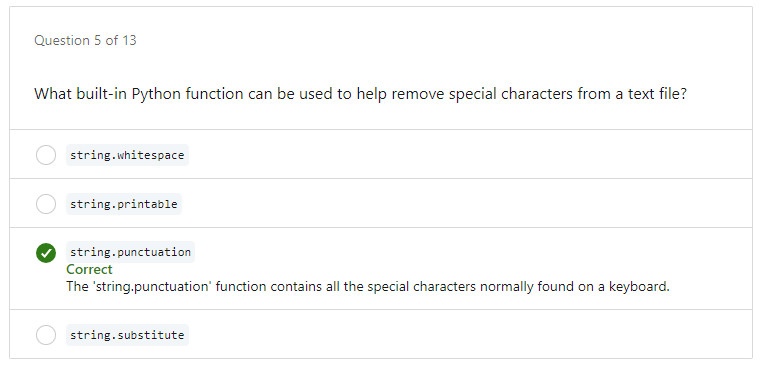 Question 5 of 13
What built-in Python function can be used to help remove special characters from a text file?
string.whitespace
string.printable
string.punctuation
Correct
The 'string.punctuation' function contains all the special characters normally found on a keyboard.
string.substitute